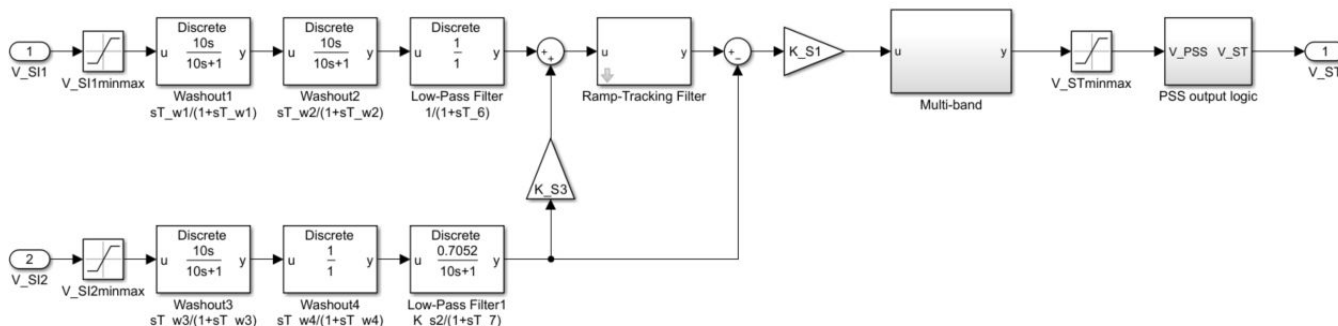 1
V_SI1
V_SI1minmax
Discrete
u
10s
10s+1
y
Washout1
sT_w1/(1+sT_w1)
Discrete
u
10s
10s+1
y
Washout2
sT_w2/(1+sT_w2)
Discrete
u
1
1
y
Low-Pass Filter
1/(1+sT_6)
+
+
u
y
Ramp-Tracking Filter
+
−
K_S1
u
y
Multi-band
V_STminmax
V_PSS V_ST
PSS output logic
1
V_ST
K_S3
2
V_SI2
V_SI2minmax
Discrete
u
10s
10s+1
y
Washout3
sT_w3/(1+sT_w3)
Discrete
u
1
1
y
Washout4
sT_w4/(1+sT_w4)
Discrete
u
0.7052
10s+1
y
Low-Pass Filter1
K_s2/(1+sT_7)